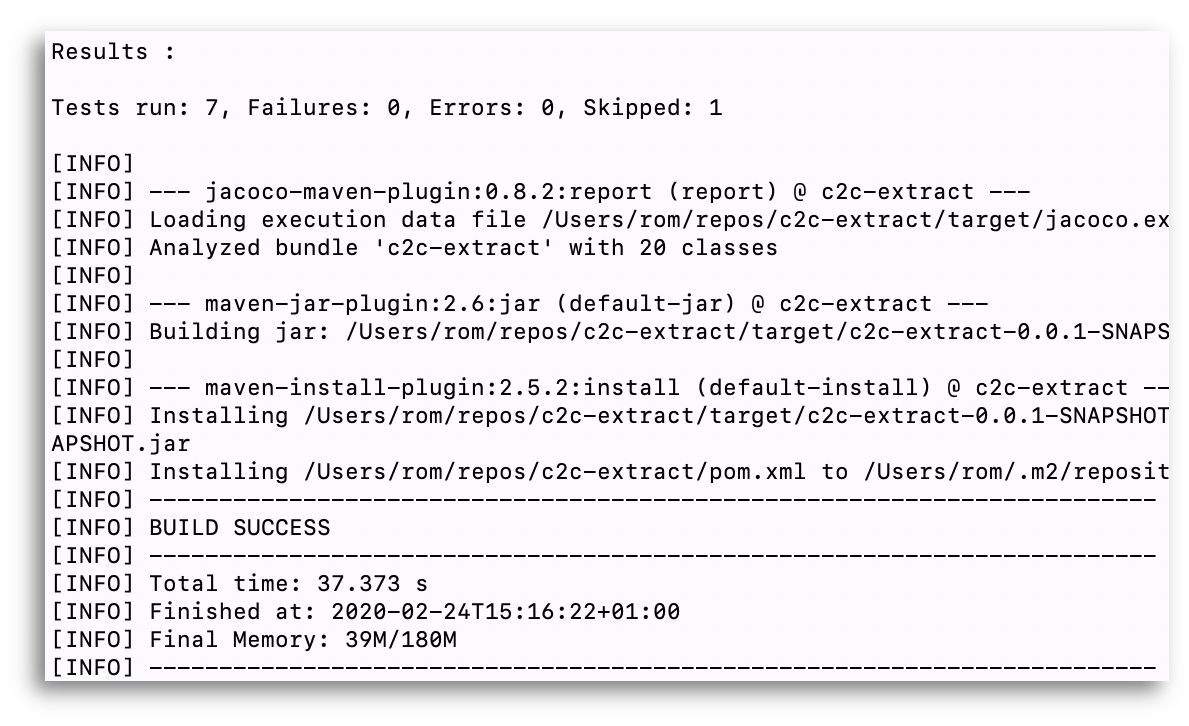 Results :
Tests run: 7, Failures: 0, Errors: 0, Skipped: 1
[INFO]
[INFO] --- jacoco-maven-plugin:0.8.2:report (report) @ c2c-extract ---
[INFO] Loading execution data file /Users/rom/repos/c2c-extract/target/jacoco.ex
[INFO] Analyzed bundle 'c2c-extract' with 20 classes
[INFO]
[INFO] --- maven-jar-plugin:2.6:jar (default-jar) @ c2c-extract ---
[INFO] Building jar: /Users/rom/repos/c2c-extract/target/c2c-extract-0.0.1-SNAPS
[INFO]
[INFO] --- maven-install-plugin:2.5.2:install (default-install) @ c2c-extract --
[INFO] Installing /Users/rom/repos/c2c-extract/target/c2c-extract-0.0.1-SNAPSHOT
APSHOT.jar
[INFO] Installing /Users/rom/repos/c2c-extract/pom.xml to /Users/rom/.m2/reposit
[INFO] ------------------------------------------------------------------------
[INFO] BUILD SUCCESS
[INFO] ------------------------------------------------------------------------
[INFO] Total time: 37.373 s
[INFO] Finished at: 2020-02-24T15:16:22+01:00
[INFO] Final Memory: 39M/180M
[INFO] ------------------------------------------------------------------------